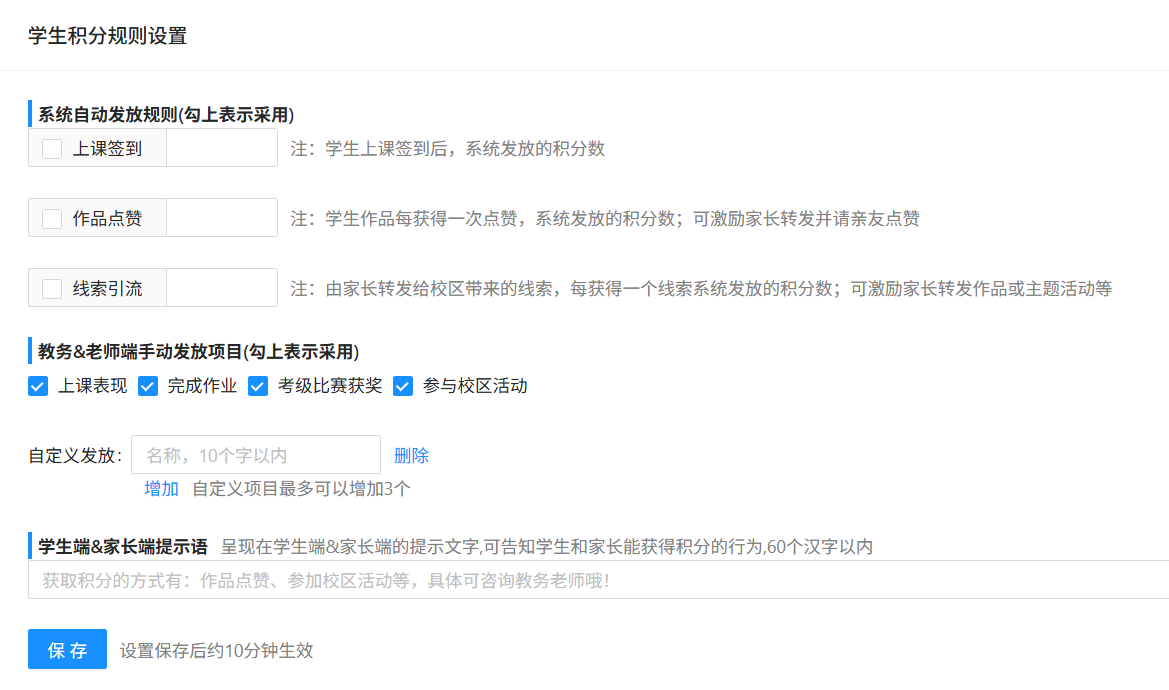 学生积分规则设置
系统自动发放规则(勾上表示采用)
上课签到 注：学生上课签到后，系统发放的积分数
作品点赞 注：学生作品每获得一次点赞，系统发放的积分数；可激励家长转发并请亲友点赞
线索引流 注：由家长转发给校区带来的线索，每获得一个线索系统发放的积分数；可激励家长转发作品或主题活动等
教务&老师端手动发放项目(勾上表示采用)
上课表现 完成作业 考级比赛获奖 参与校区活动
自定义发放： 名称，10个字以内 删除
增加 自定义项目最多可以增加3个
学生端&家长端提示语 呈现在学生端&家长端的提示文字,可告知学生和家长能获得积分的行为,60个汉字以内
获取积分的方式有：作品点赞、参加校区活动等，具体可咨询教务老师哦！
保 存 设置保存后约10分钟生效